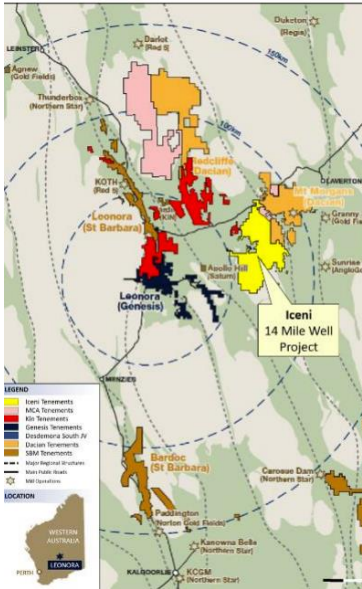 Duketon
(Regis)
LEINSTER
Darlot
(Red 5)
150km
Agnew
(Gold Fields)
Thunderbox
(Northern Star)
100km
Redcliffe
(Dacian)
LAVERTON
Mt Morgans
(Dacian)
KOTH
(Red 5)
Granny
(Gold Fie
Leonora
(St Barbara)
Sunrise
(AngloGo
Apollo Hill
(Saturn)
Leonora
(Genesis)
Iceni
14 Mile Well
Project
MENZIES
LEGEND
Iceni Tenements
MCA Tenements
Kin Tenements
Genesis Tenements
Desdemona South JV
Dacian Tenements
SBM Tenements
Major Regional Structures
Main Public Roads
Mill Operations
Bardoc
(St Barbara)
Carosue Dam
(Northern Star)
LOCATION
WESTERN
AUSTRALIA
PERTH
LEONORA
Paddington
(Norton Gold Fields)
Kanowna Belle
(Northern Star)
KALGOORLIE
KCGM
(Northern Star)